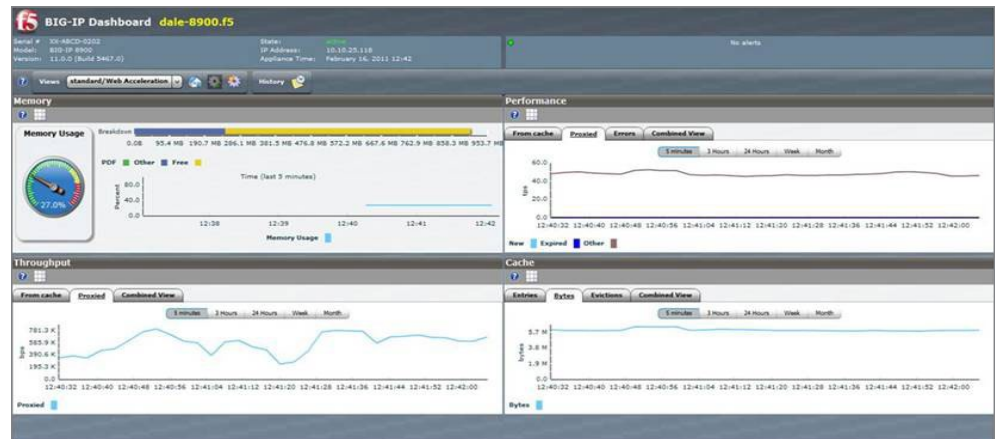 f5 BIG-IP Dashboard dale-8900.f5
Serial # XX-ABCD-0202
Model: BIG-IP 8900
Version: 11.0.0 (Build 5467.0)
State: active
IP Address: 10.10.25.118
Appliance Time: February 16, 2011 12:42
No alerts
Views standard/Web Acceleration History
Memory
Memory Usage
27.0%
Breakdown
0.0B 95.4 MB 190.7 MB 286.1 MB 381.5 MB 476.8 MB 572.2 MB 667.6 MB 762.9 MB 858.3 MB 953.7 MB
PDF Other Free
Time (last 5 minutes)
Percent
80.0
40.0
0.0
12:38 12:39 12:40 12:41 12:42
Memory Usage
Performance
From cache Proxied Errors Combined View
5 minutes 3 Hours 24 Hours Week Month
tps
60.0
40.0
20.0
0.0
12:40:32 12:40:40 12:40:48 12:40:56 12:41:04 12:41:12 12:41:20 12:41:28 12:41:36 12:41:44 12:41:52 12:42:00
New Expired Other
Throughput
From cache Proxied Combined View
5 minutes 3 Hours 24 Hours Week Month
bps
781.3 K
585.9 K
390.6 K
195.3 K
0.0
12:40:32 12:40:40 12:40:48 12:40:56 12:41:04 12:41:12 12:41:20 12:41:28 12:41:36 12:41:44 12:41:52 12:42:00
Proxied
Cache
Entries Bytes Evictions Combined View
5 minutes 3 Hours 24 Hours Week Month
bytes
5.7 M
3.8 M
1.9 M
0.0
12:40:32 12:40:40 12:40:48 12:40:56 12:41:04 12:41:12 12:41:20 12:41:28 12:41:36 12:41:44 12:41:52 12:42:00
Bytes